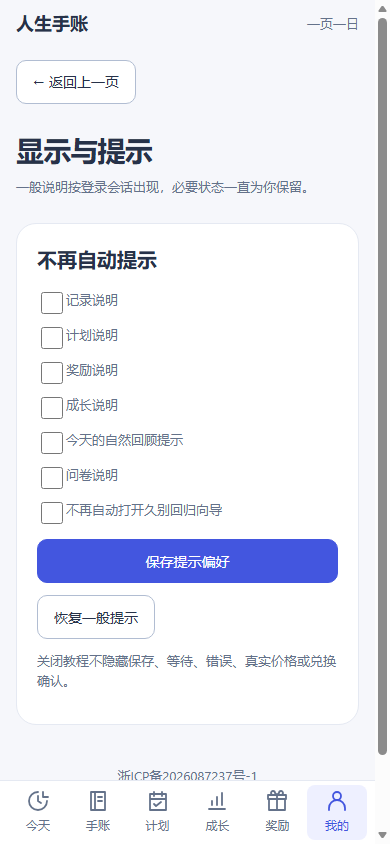 人生手账
一页一日
← 返回上一页
显示与提示
一般说明按登录会话出现，必要状态一直为你保留。
不再自动提示
记录说明
计划说明
奖励说明
成长说明
今天的自然回顾提示
问卷说明
不再自动打开久别回归向导
保存提示偏好
恢复一般提示
关闭教程不隐藏保存、等待、错误、真实价格或兑换
确认。
浙ICP备2026087237号-1
今天
手账
计划
成长
奖励
我的